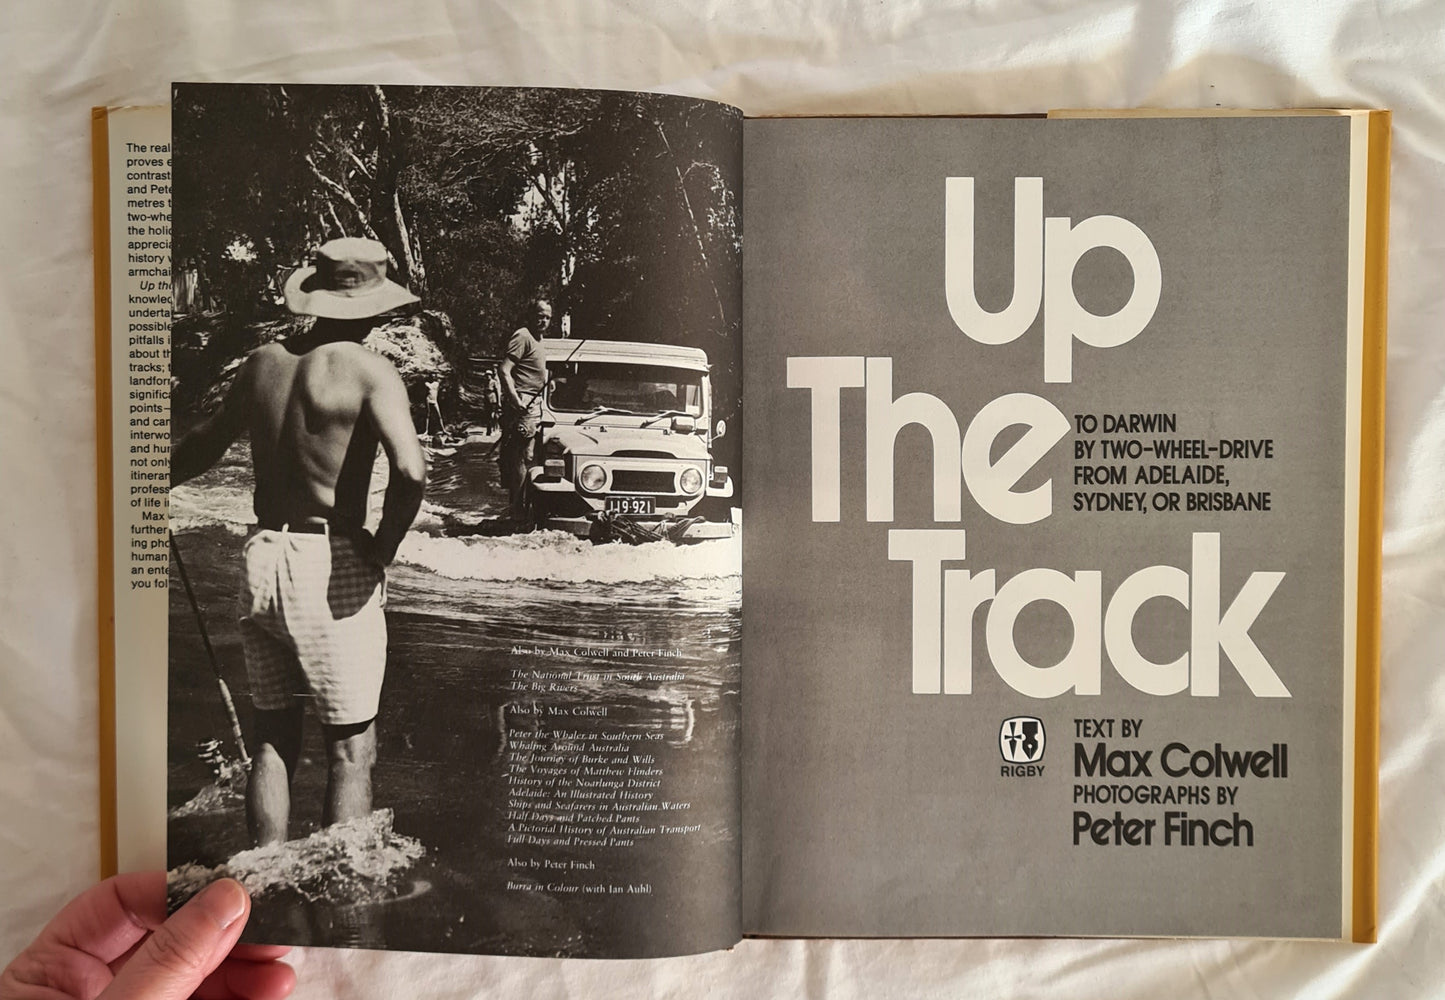 The real
proves e
contrast
and Pete
metres t
two-whe
the holid
apprecia
history w
armchai
Up the
knowled
underta
possible
pitfalls i
about th
tracks; t
landform
significa
points—
and can
interwo
and hum
not only
itineran
profess
of life i
Max
further
ing pho
human
an ente
you fol
119·921
Also by Max Colwell and Peter Finch
The National Trust in South Australia
The Big Rivers
Also by Max Colwell
Peter the Whaler in Southern Seas
Whaling Around Australia
The Journey of Burke and Wills
The Voyages of Matthew Flinders
History of the Noarlunga District
Adelaide: An Illustrated History
Ships and Seafarers in Australian Waters
Half Days and Patched Pants
A Pictorial History of Australian Transport
Full Days and Pressed Pants
Also by Peter Finch
Burra in Colour (with Ian Auhl)
Up
The
Track
TO DARWIN
BY TWO-WHEEL-DRIVE
FROM ADELAIDE,
SYDNEY, OR BRISBANE
RIGBY
TEXT BY
Max Colwell
PHOTOGRAPHS BY
Peter Finch